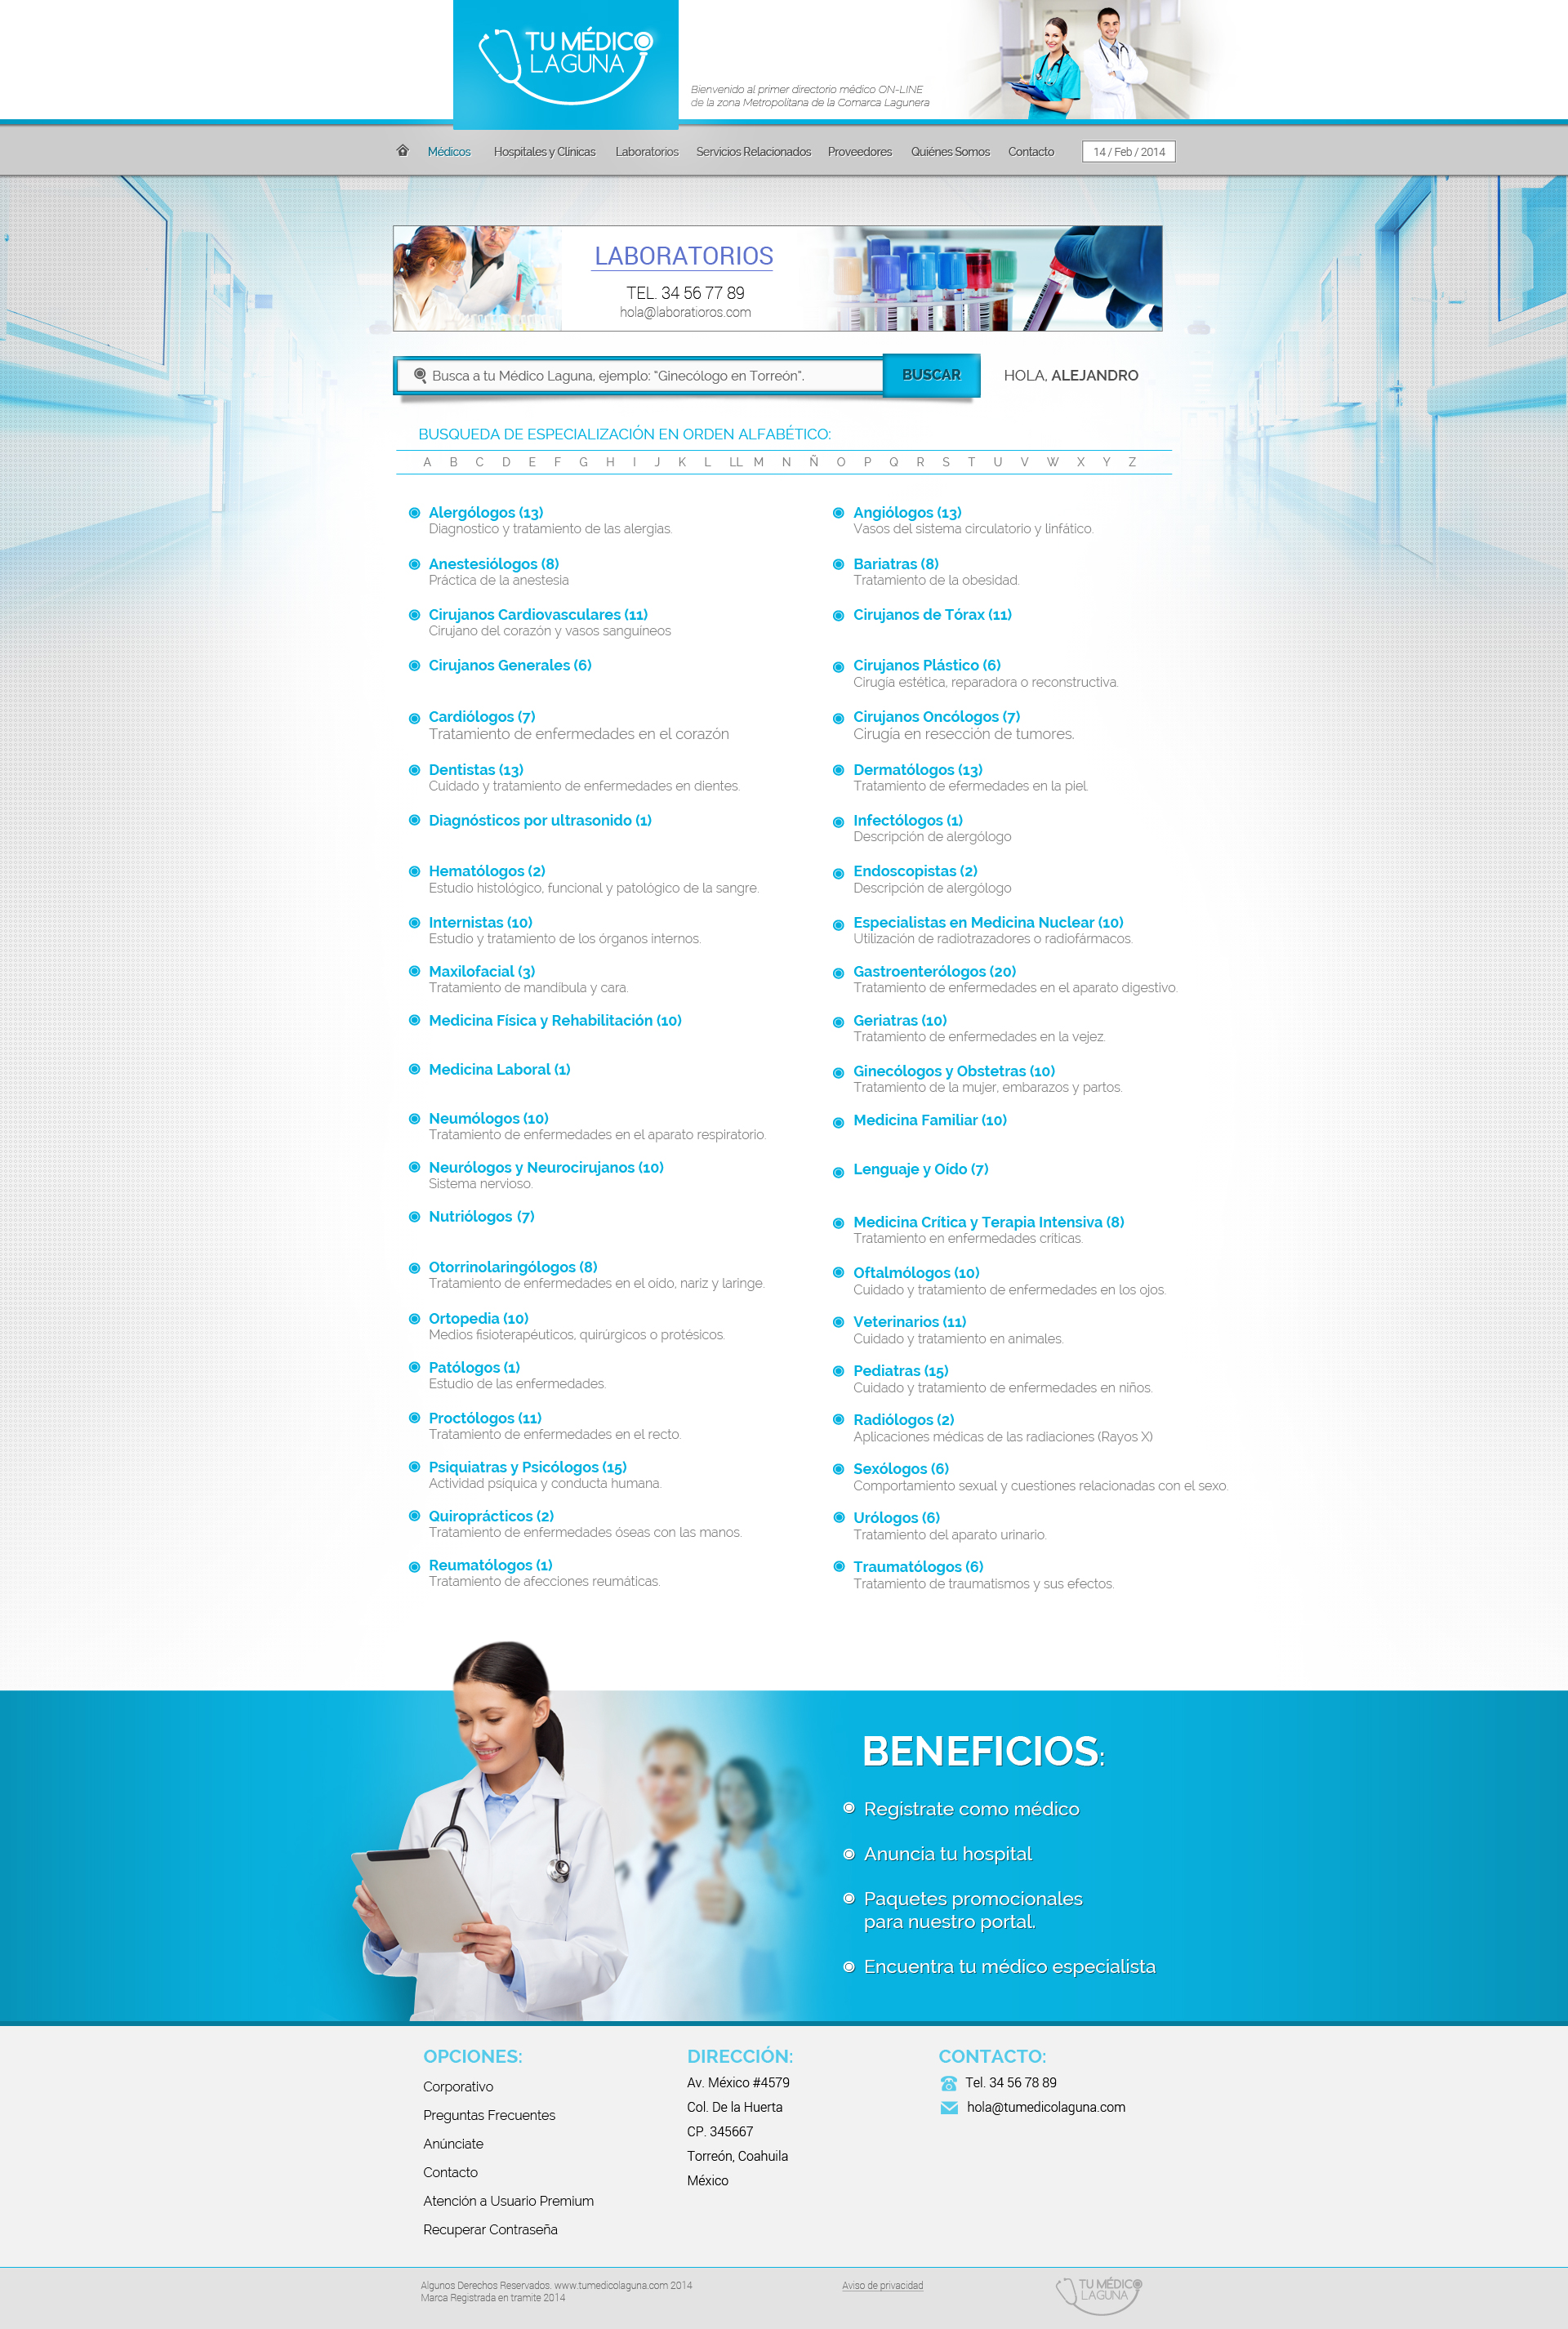 TU MÉDICO
LAGUNA
Bienvenido al primer directorio médico ON-LINE
de la zona Metropolitana de la Comarca Lagunera
Médicos
Hospitales y Clínicas
Laboratorios
Servicios Relacionados
Proveedores
Quiénes Somos
Contacto
14 / Feb / 2014
LABORATORIOS
TEL. 34 56 77 89
hola@laboratioros.com
Busca a tu Médico Laguna, ejemplo: "Ginecólogo en Torreón".
BUSCAR
HOLA, ALEJANDRO
BUSQUEDA DE ESPECIALIZACIÓN EN ORDEN ALFABÉTICO:
A B C D E F G H I J K L LL M N Ñ O P Q R S T U V W X Y Z
Alergólogos (13)
Diagnostico y tratamiento de las alergias.
Anestesiólogos (8)
Práctica de la anestesia
Cirujanos Cardiovasculares (11)
Cirujano del corazón y vasos sanguineos
Cirujanos Generales (6)
Cardiólogos (7)
Tratamiento de enfermedades en el corazón
Dentistas (13)
Cuidado y tratamiento de enfermedades en dientes.
Diagnósticos por ultrasonido (1)
Hematólogos (2)
Estudio histológico, funcional y patológico de la sangre.
Internistas (10)
Estudio y tratamiento de los órganos internos.
Maxilofacial (3)
Tratamiento de mandíbula y cara.
Medicina Física y Rehabilitación (10)
Medicina Laboral (1)
Neumólogos (10)
Tratamiento de enfermedades en el aparato respiratorio.
Neurólogos y Neurocirujanos (10)
Sistema nervioso.
Nutriólogos (7)
Otorrinolaringólogos (8)
Tratamiento de enfermedades en el oído, nariz y laringe.
Ortopedia (10)
Medios fisioterapéuticos, quirúrgicos o protésicos.
Patólogos (1)
Estudio de las enfermedades.
Proctólogos (11)
Tratamiento de enfermedades en el recto.
Psiquiatras y Psicólogos (15)
Actividad psíquica y conducta humana.
Quiroprácticos (2)
Tratamiento de enfermedades óseas con las manos.
Reumatólogos (1)
Tratamiento de afecciones reumáticas.
Angiólogos (13)
Vasos del sistema circulatorio y linfático.
Bariatras (8)
Tratamiento de la obesidad.
Cirujanos de Tórax (11)
Cirujanos Plástico (6)
Cirugía estética, reparadora o reconstructiva.
Cirujanos Oncólogos (7)
Cirugía en resección de tumores.
Dermatólogos (13)
Tratamiento de efermedades en la piel.
Infectólogos (1)
Descripción de alergólogo
Endoscopistas (2)
Descripción de alergólogo
Especialistas en Medicina Nuclear (10)
Utilización de radiotrazadores o radiofármacos.
Gastroenterólogos (20)
Tratamiento de enfermedades en el aparato digestivo.
Geriatras (10)
Tratamiento de enfermedades en la vejez.
Ginecólogos y Obstetras (10)
Tratamiento de la mujer, embarazos y partos.
Medicina Familiar (10)
Lenguaje y Oído (7)
Medicina Crítica y Terapia Intensiva (8)
Tratamiento en enfermedades críticas.
Oftalmólogos (10)
Cuidado y tratamiento de enfermedades en los ojos.
Veterinarios (11)
Cuidado y tratamiento en animales.
Pediatras (15)
Cuidado y tratamiento de enfermedades en niños.
Radiólogos (2)
Aplicaciones médicas de las radiaciones (Rayos X)
Sexólogos (6)
Comportamiento sexual y cuestiones relacionadas con el sexo.
Urólogos (6)
Tratamiento del aparato urinario.
Traumatólogos (6)
Tratamiento de traumatismos y sus efectos.
BENEFICIOS:
Registrate como médico
Anuncia tu hospital
Paquetes promocionales
para nuestro portal.
Encuentra tu médico especialista
OPCIONES:
Corporativo
Preguntas Frecuentes
Anúnciate
Contacto
Atención a Usuario Premium
Recuperar Contraseña
DIRECCIÓN:
Av. México #4579
Col. De la Huerta
CP. 345667
Torreón, Coahuila
México
CONTACTO:
Tel. 34 56 78 89
hola@tumedicolaguna.com
Algunos Derechos Reservados. www.tumedicolaguna.com 2014
Marca Registrada en tramite 2014
Aviso de privacidad
TU MÉDICO
LAGUNA